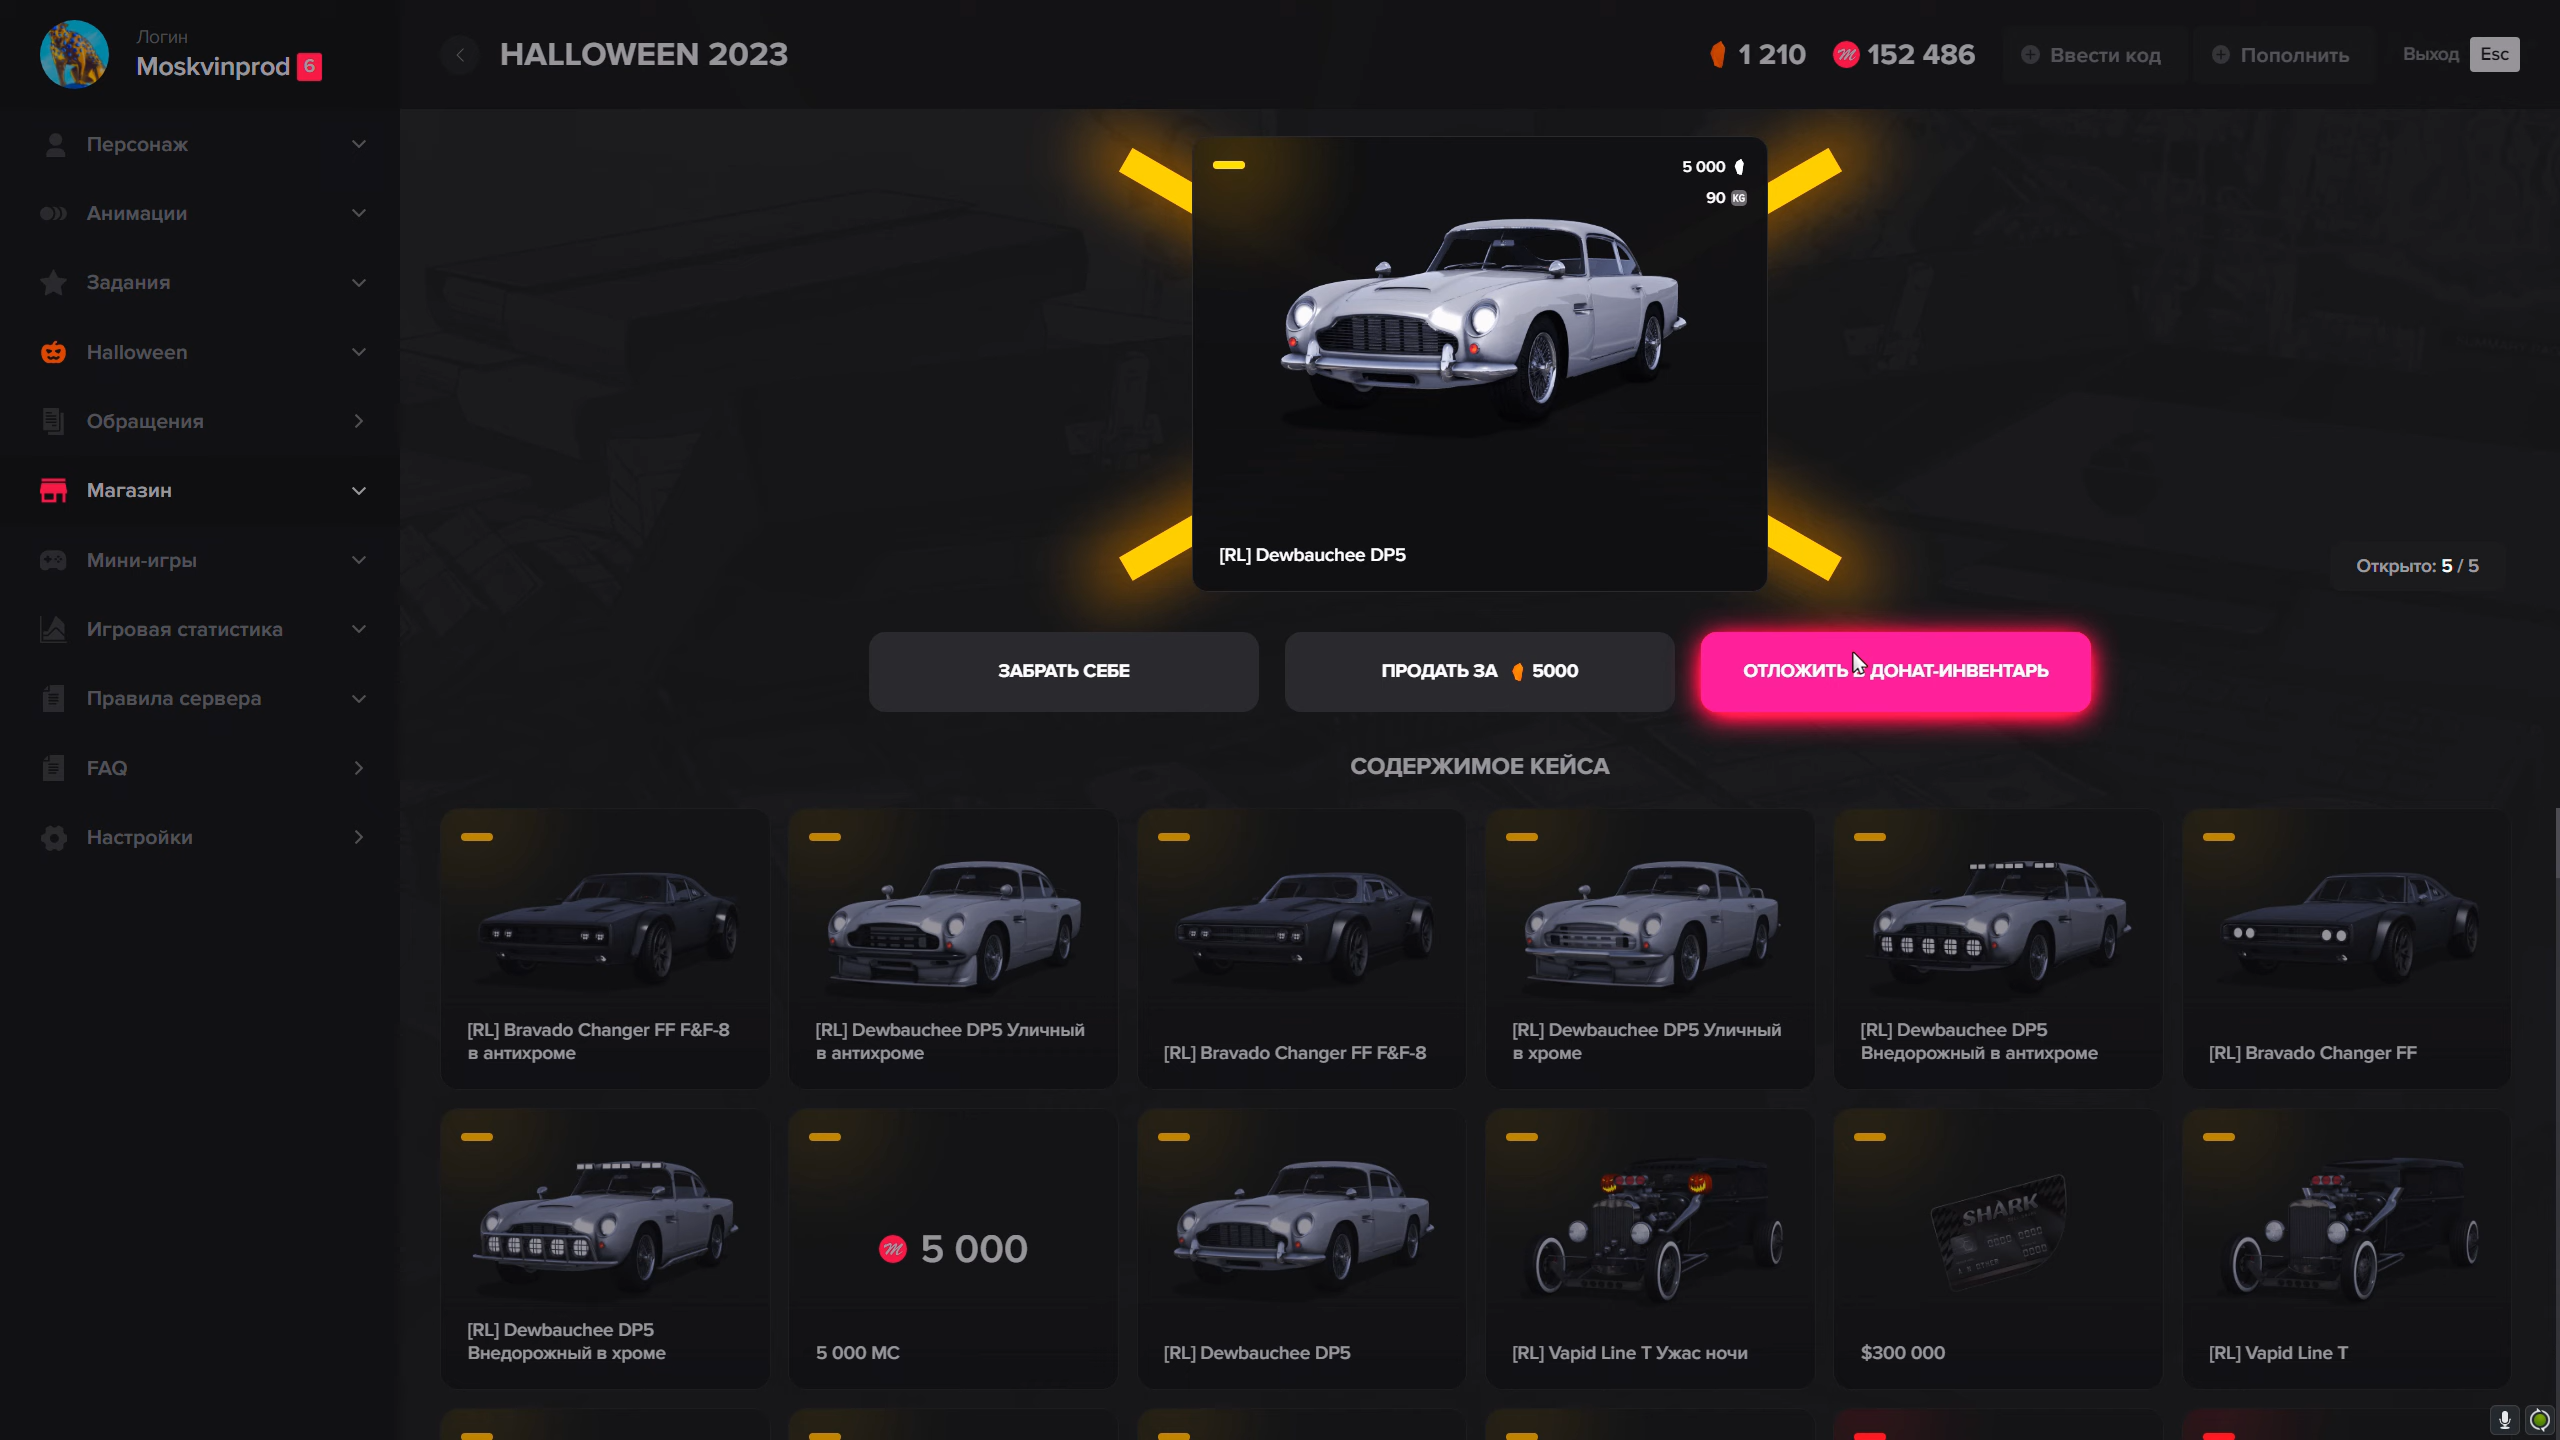 Логин
Moskvinprod 6
HALLOWEEN 2023
1 210
152 486
Ввести код
Пополнить
Выход
Esc
Персонаж
Анимации
Задания
Halloween
Обращения
Магазин
Мини-игры
Игровая статистика
Правила сервера
FAQ
Настройки
5 000
90 KG
[RL] Dewbauchee DP5
Открыто: 5 / 5
ЗАБРАТЬ СЕБЕ
ПРОДАТЬ ЗА 5000
ОТЛОЖИТЬ В ДОНАТ-ИНВЕНТАРЬ
СОДЕРЖИМОЕ КЕЙСА
[RL] Bravado Changer FF F&F-8
в антихроме
[RL] Dewbauchee DP5 Уличный
в антихроме
[RL] Bravado Changer FF F&F-8
[RL] Dewbauchee DP5 Уличный
в хроме
[RL] Dewbauchee DP5
Внедорожный в антихроме
[RL] Bravado Changer FF
[RL] Dewbauchee DP5
Внедорожный в хроме
5 000
5 000 MC
[RL] Dewbauchee DP5
[RL] Vapid Line T Ужас ночи
SHARK
$300 000
[RL] Vapid Line T